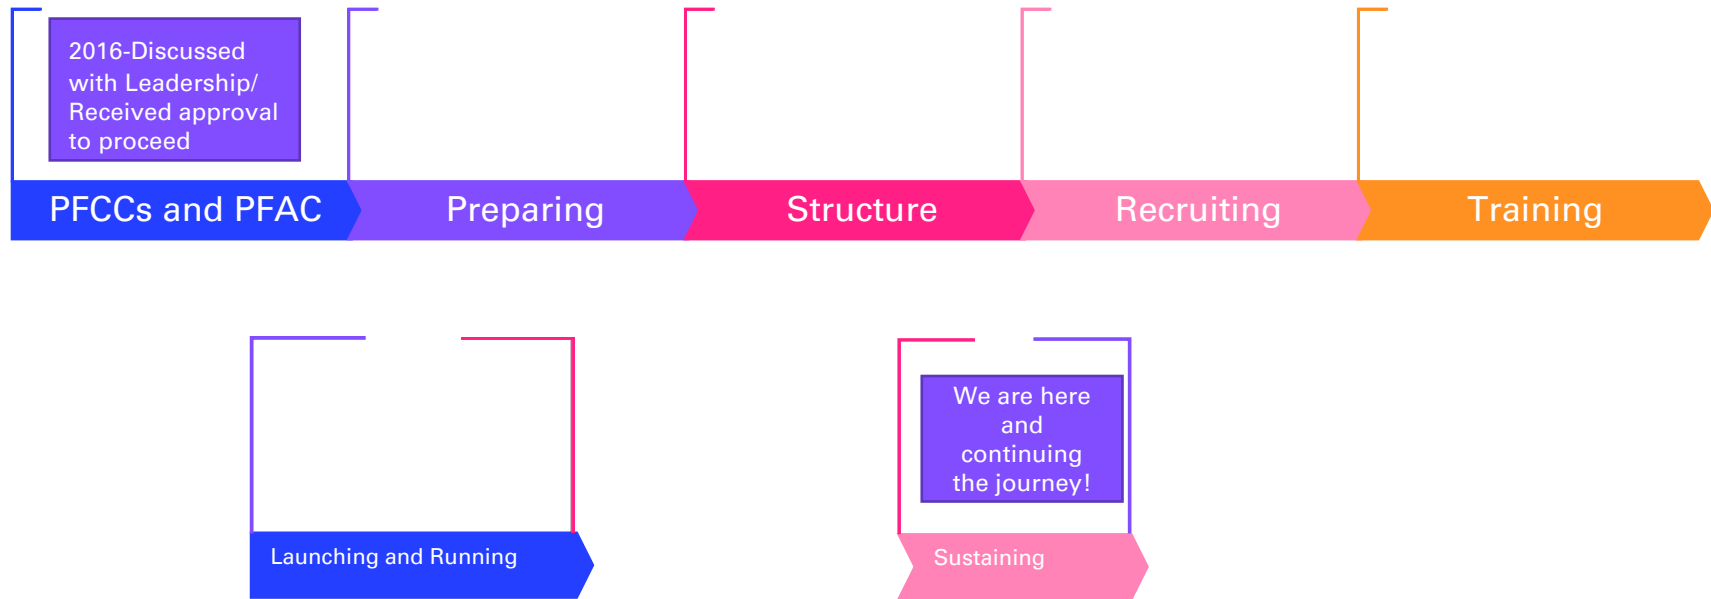 2016-Discussed
with Leadership/
Received approval
to proceed
PFCCs and PFAC
Preparing
Structure
Recruiting
Training
We are here
and
continuing
the journey!
Launching and Running
Sustaining